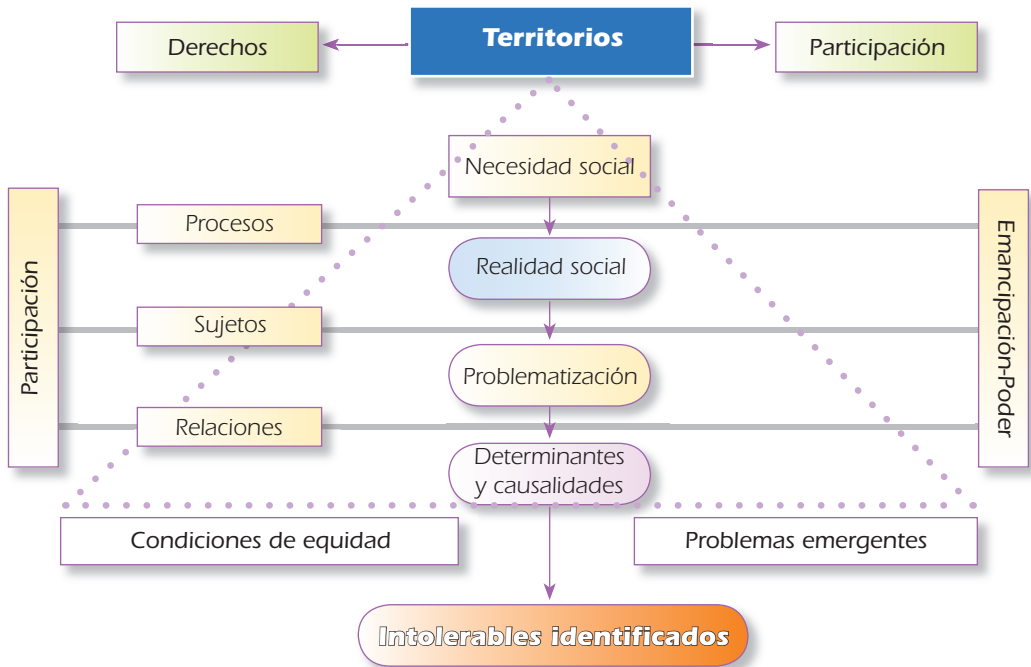 Derechos
Territorios
Participación
Necesidad social
Participación
Procesos
Realidad social
Sujetos
Problematización
Relaciones
Determinantes
y causalidades
Emancipación-Poder
Condiciones de equidad
Problemas emergentes
Intolerables identificados